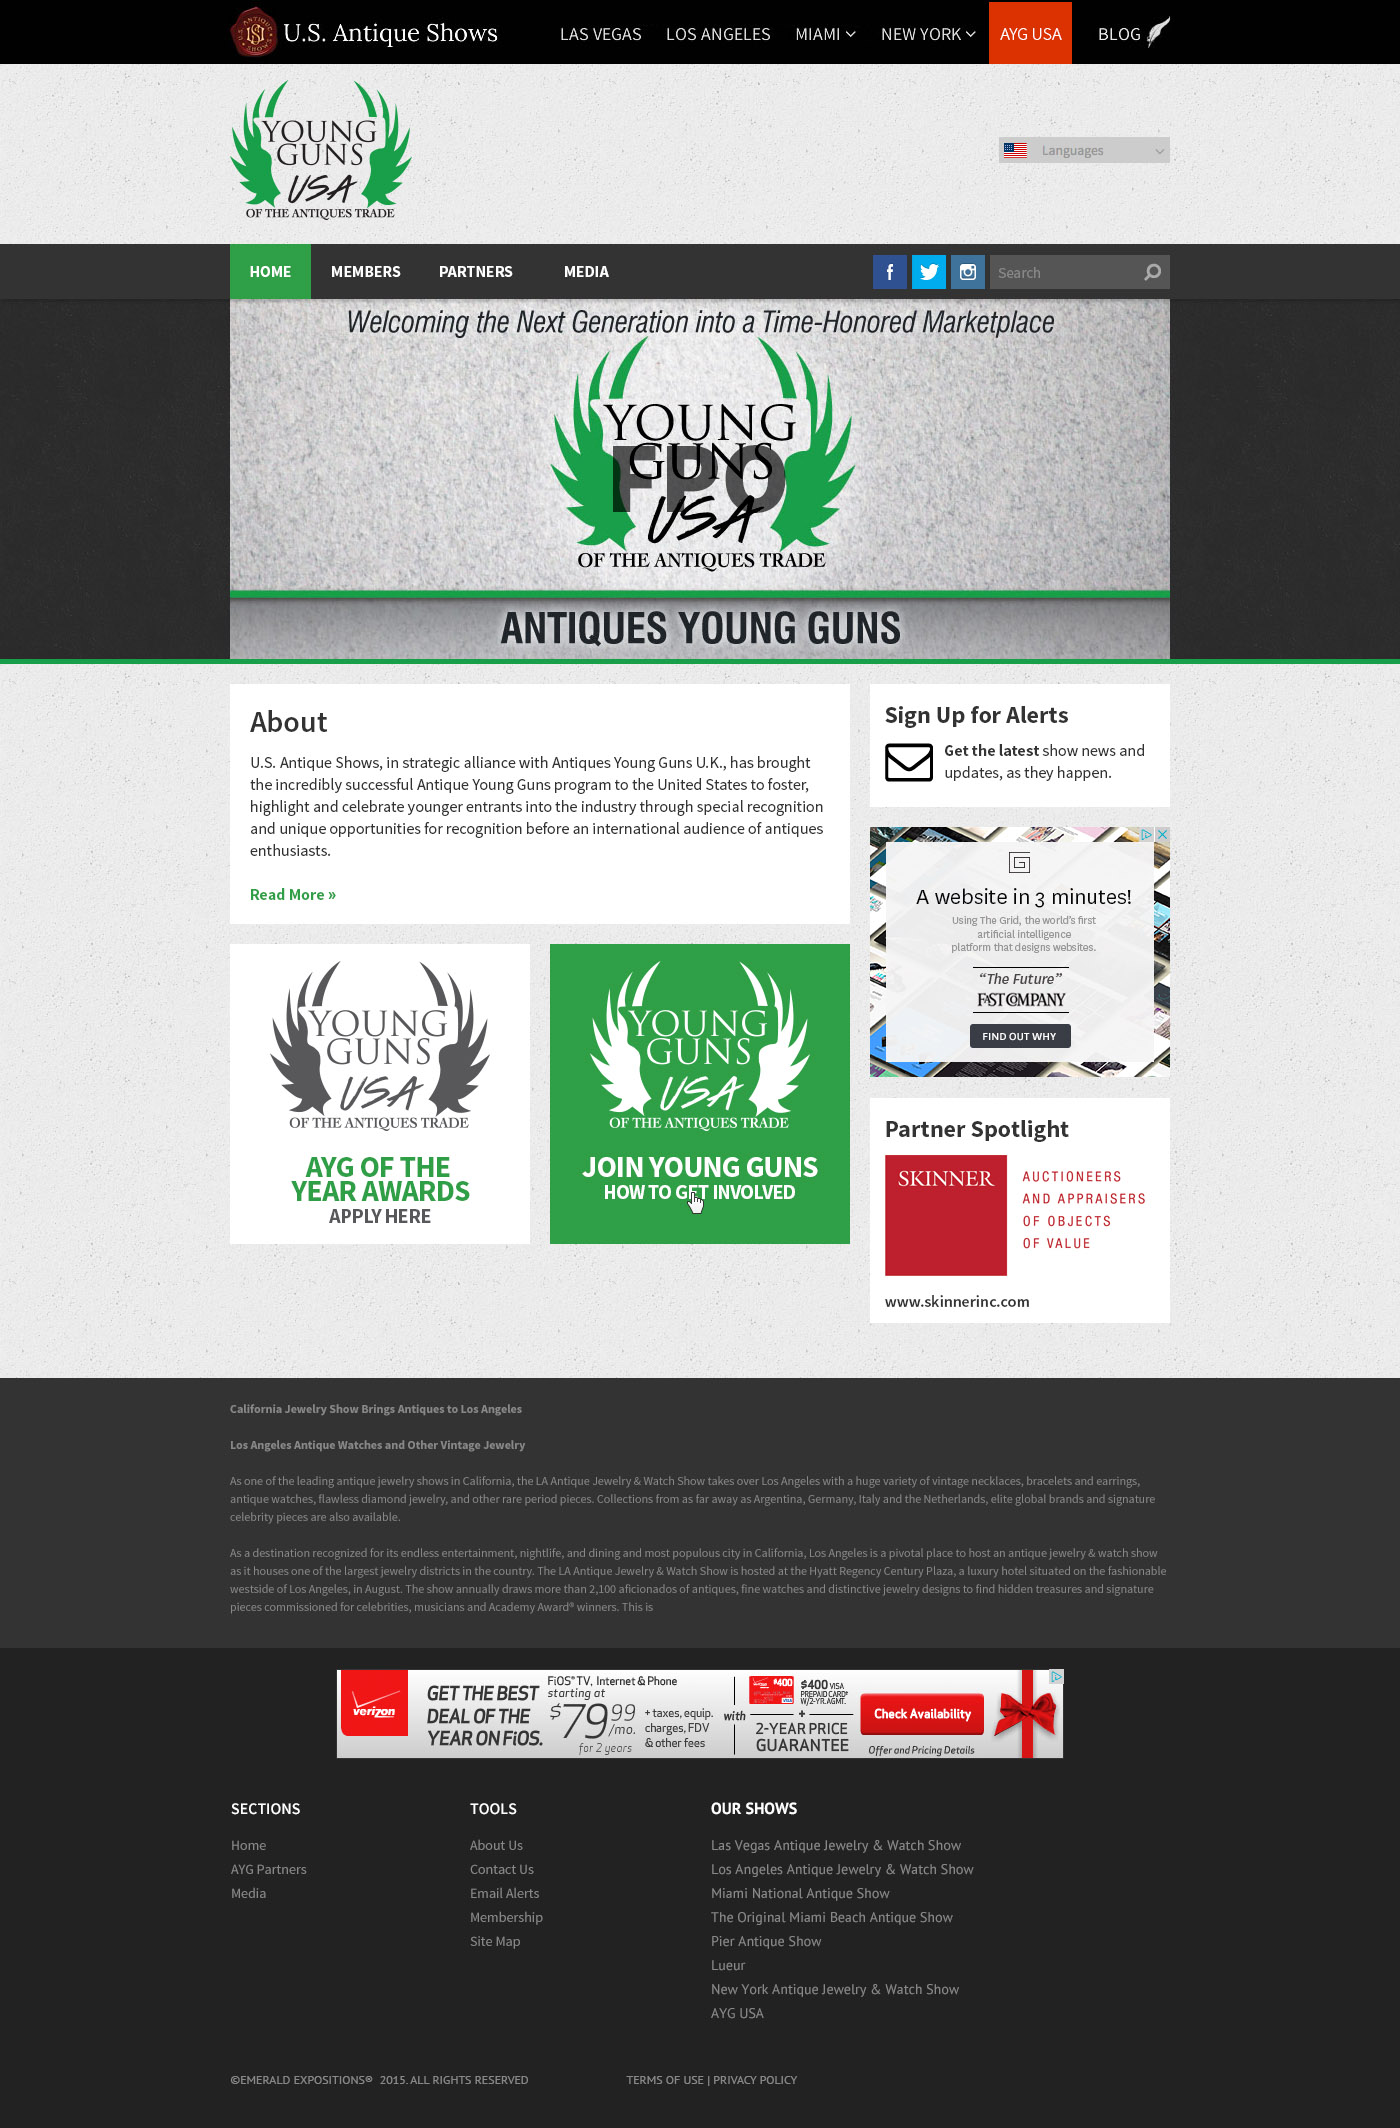 U.S. Antique Shows
LAS VEGAS
LOS ANGELES
MIAMI
NEW YORK
AYG USA
BLOG
YOUNG
GUNS
USA
OF THE ANTIQUES TRADE
Languages
HOME
MEMBERS
PARTNERS
MEDIA
f
Search
Welcoming the Next Generation into a Time-Honored Marketplace
YOUNG
GUNS
FPO
USA
OF THE ANTIQUES TRADE
ANTIQUES YOUNG GUNS
About
U.S. Antique Shows, in strategic alliance with Antiques Young Guns U.K., has brought
the incredibly successful Antique Young Guns program to the United States to foster,
highlight and celebrate younger entrants into the industry through special recognition
and unique opportunities for recognition before an international audience of antiques
enthusiasts.
Read More »
Sign Up for Alerts
Get the latest show news and
updates, as they happen.
G
A website in 3 minutes!
Using The Grid, the world's first
artificial intelligence
platform that designs websites.
“The Future”
FAST COMPANY
FIND OUT WHY
YOUNG
GUNS
USA
OF THE ANTIQUES TRADE
AYG OF THE
YEAR AWARDS
APPLY HERE
YOUNG
GUNS
USA
OF THE ANTIQUES TRADE
JOIN YOUNG GUNS
HOW TO GET INVOLVED
Partner Spotlight
SKINNER
AUCTIONEERS
AND APPRAISERS
OF OBJECTS
OF VALUE
www.skinnerinc.com
California Jewelry Show Brings Antiques to Los Angeles
Los Angeles Antique Watches and Other Vintage Jewelry
As one of the leading antique jewelry shows in California, the LA Antique Jewelry & Watch Show takes over Los Angeles with a huge variety of vintage necklaces, bracelets and earrings,
antique watches, flawless diamond jewelry, and other rare period pieces. Collections from as far away as Argentina, Germany, Italy and the Netherlands, elite global brands and signature
celebrity pieces are also available.
As a destination recognized for its endless entertainment, nightlife, and dining and most populous city in California, Los Angeles is a pivotal place to host an antique jewelry & watch show
as it houses one of the largest jewelry districts in the country. The LA Antique Jewelry & Watch Show is hosted at the Hyatt Regency Century Plaza, a luxury hotel situated on the fashionable
westside of Los Angeles, in August. The show annually draws more than 2,100 aficionados of antiques, fine watches and distinctive jewelry designs to find hidden treasures and signature
pieces commissioned for celebrities, musicians and Academy Award® winners. This is
verizon
GET THE BEST
DEAL OF THE
YEAR ON FiOS.
FiOS® TV, Internet & Phone
starting at
$79 99 /mo.
for 2 years
+ taxes, equip.
charges, FDV
& other fees
with
$400
VISA
$400 VISA
PREPAID CARD*
W/2-YR.AGMT.
+
2-YEAR PRICE
GUARANTEE
Check Availability
Offer and Pricing Details
SECTIONS
Home
AYG Partners
Media
TOOLS
About Us
Contact Us
Email Alerts
Membership
Site Map
OUR SHOWS
Las Vegas Antique Jewelry & Watch Show
Los Angeles Antique Jewelry & Watch Show
Miami National Antique Show
The Original Miami Beach Antique Show
Pier Antique Show
Lueur
New York Antique Jewelry & Watch Show
AYG USA
©EMERALD EXPOSITIONS® 2015. ALL RIGHTS RESERVED
TERMS OF USE | PRIVACY POLICY